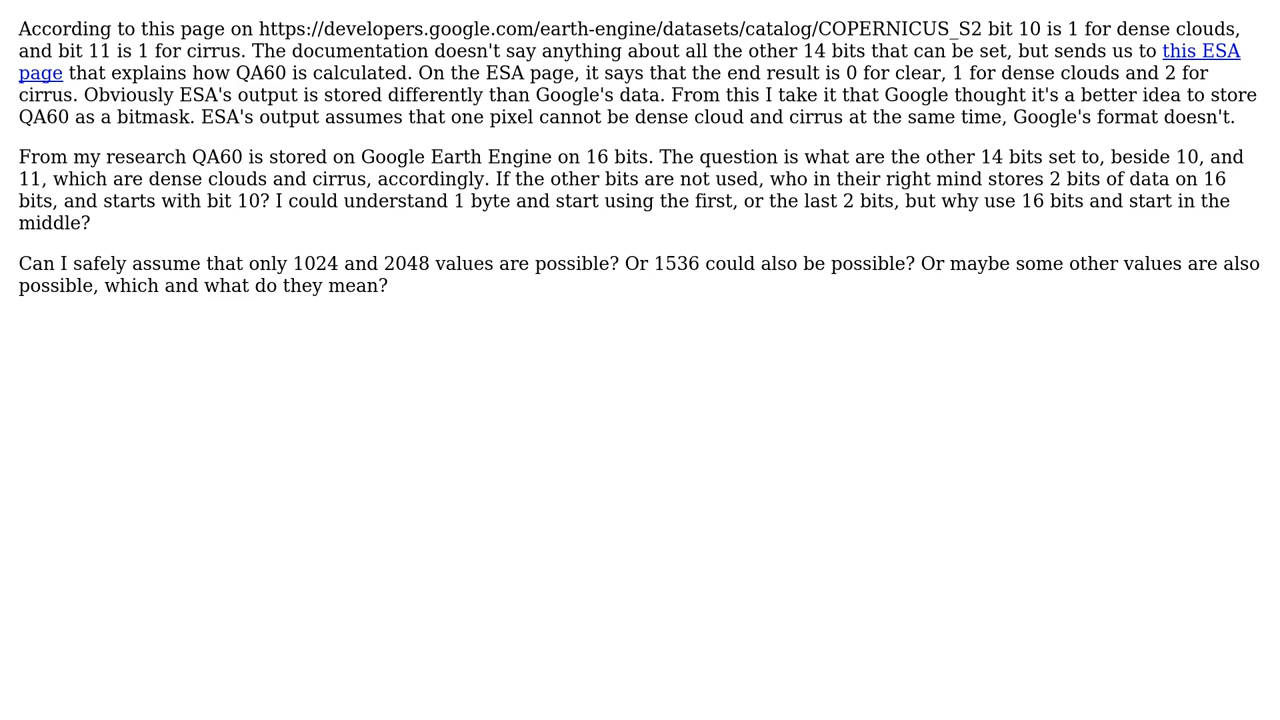 According to this page on https://developers.google.com/earth-engine/datasets/catalog/COPERNICUS_S2 bit 10 is 1 for dense clouds,
and bit 11 is 1 for cirrus. The documentation doesn't say anything about all the other 14 bits that can be set, but sends us to this ESA
page that explains how QA60 is calculated. On the ESA page, it says that the end result is 0 for clear, 1 for dense clouds and 2 for
cirrus. Obviously ESA's output is stored differently than Google's data. From this I take it that Google thought it's a better idea to store
QA60 as a bitmask. ESA's output assumes that one pixel cannot be dense cloud and cirrus at the same time, Google's format doesn't.
From my research QA60 is stored on Google Earth Engine on 16 bits. The question is what are the other 14 bits set to, beside 10, and
11, which are dense clouds and cirrus, accordingly. If the other bits are not used, who in their right mind stores 2 bits of data on 16
bits, and starts with bit 10? I could understand 1 byte and start using the first, or the last 2 bits, but why use 16 bits and start in the
middle?
Can I safely assume that only 1024 and 2048 values are possible? Or 1536 could also be possible? Or maybe some other values are also
possible, which and what do they mean?